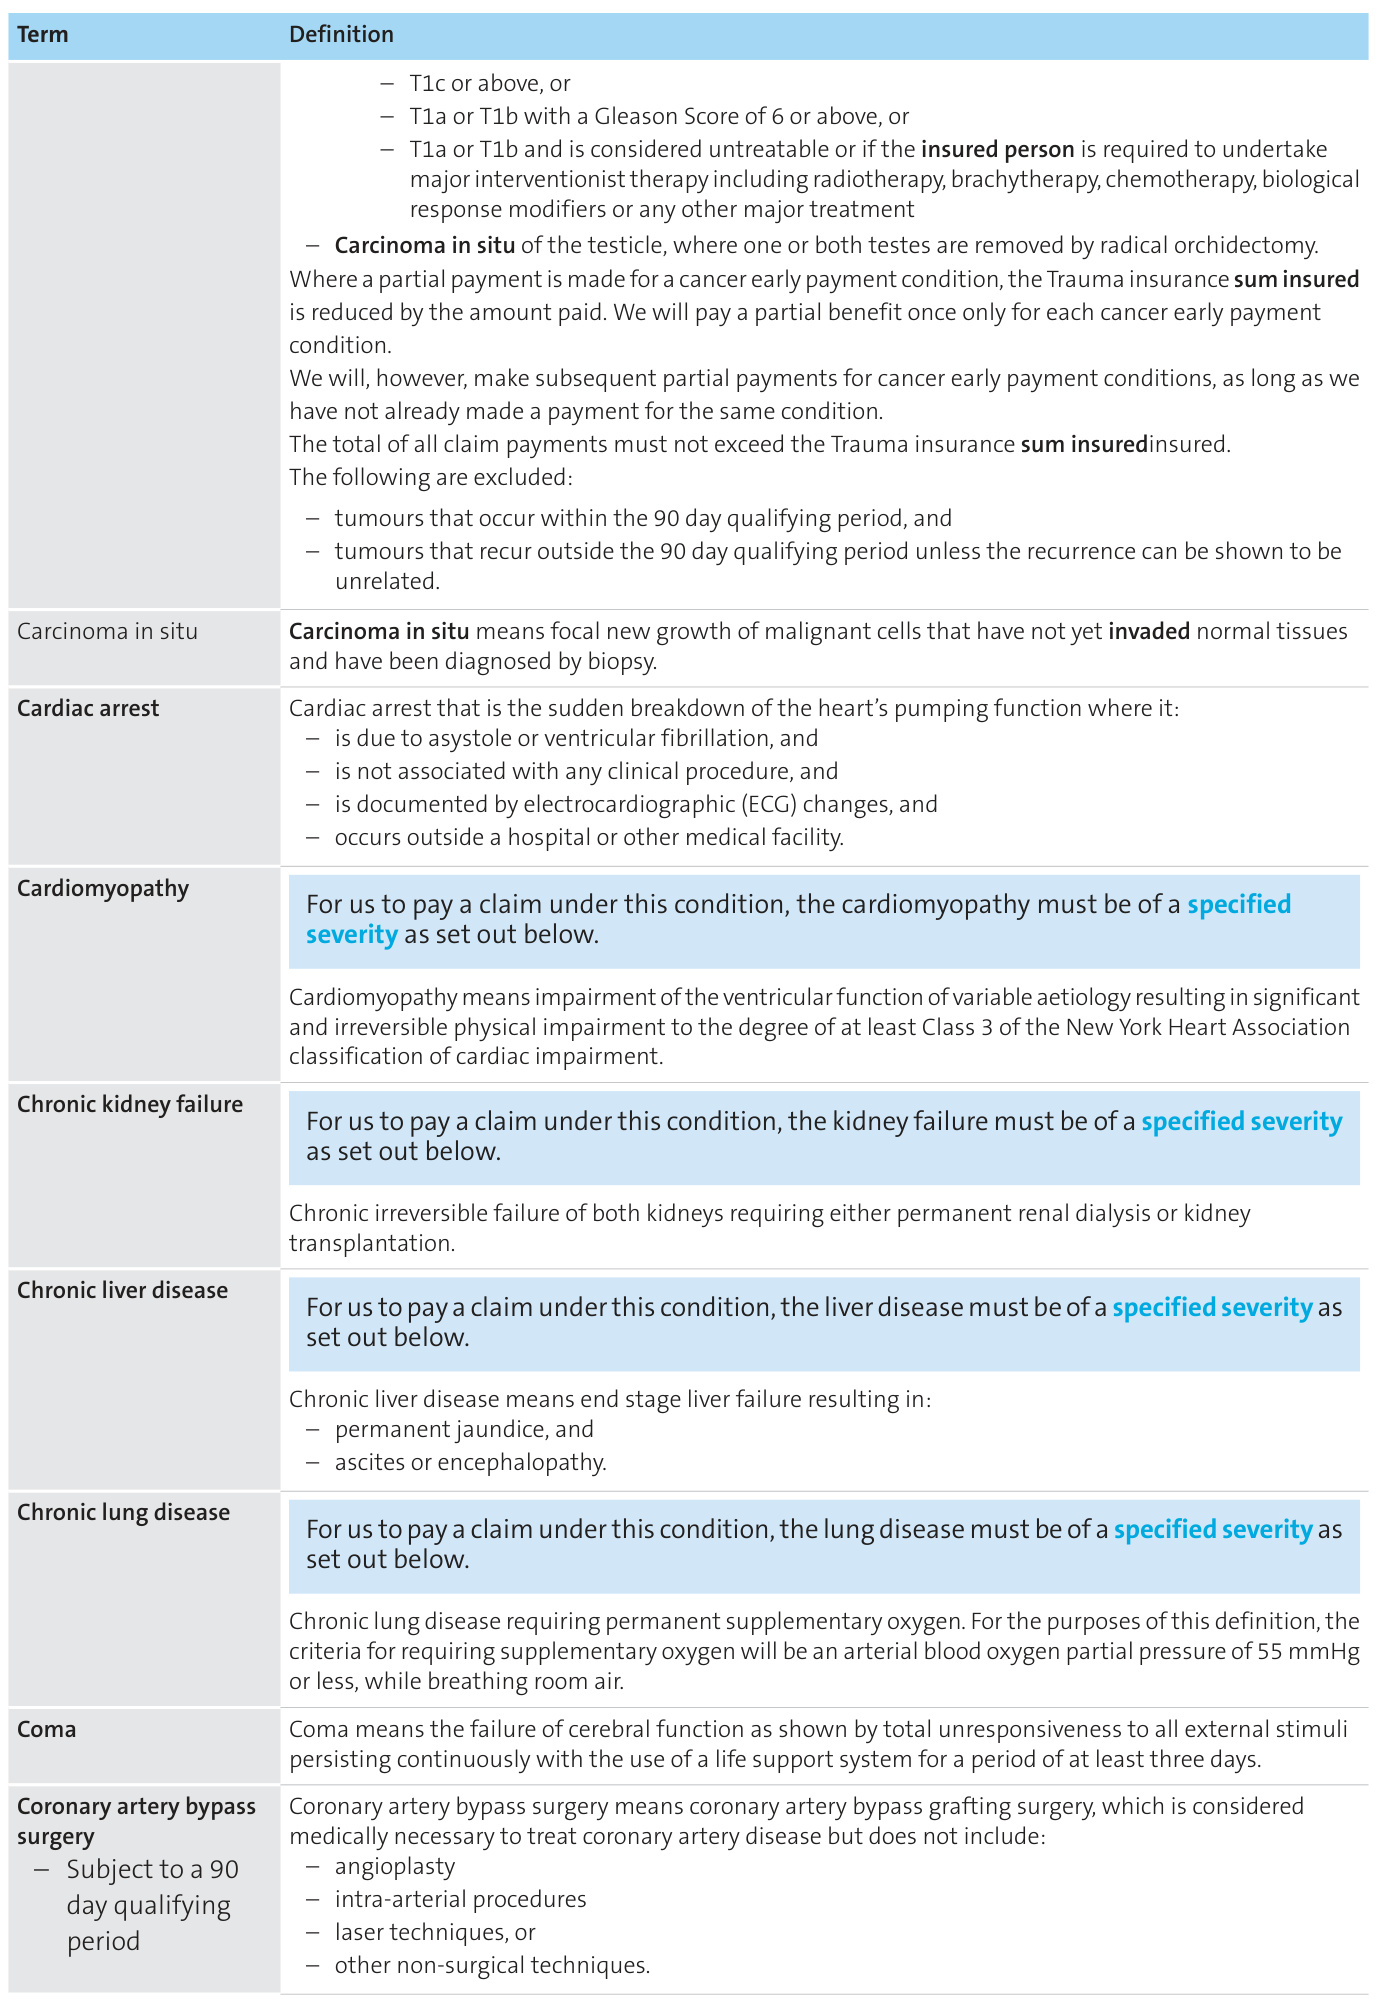 Term Definition
– T1c or above, or
– T1a or T1b with a Gleason Score of 6 or above, or
– T1a or T1b and is considered untreatable or if the insured person is required to undertake
major interventionist therapy including radiotherapy, brachytherapy, chemotherapy, biological
response modifiers or any other major treatment
– Carcinoma in situ of the testicle, where one or both testes are removed by radical orchidectomy.
Where a partial payment is made for a cancer early payment condition, the Trauma insurance sum insured
is reduced by the amount paid. We will pay a partial benefit once only for each cancer early payment
condition.
We will, however, make subsequent partial payments for cancer early payment conditions, as long as we
have not already made a payment for the same condition.
The total of all claim payments must not exceed the Trauma insurance sum insuredinsured.
The following are excluded:
– tumours that occur within the 90 day qualifying period, and
– tumours that recur outside the 90 day qualifying period unless the recurrence can be shown to be
unrelated.
Carcinoma in situ
Carcinoma in situ means focal new growth of malignant cells that have not yet invaded normal tissues
and have been diagnosed by biopsy.
Cardiac arrest
Cardiac arrest that is the sudden breakdown of the heart’s pumping function where it:
– is due to asystole or ventricular fibrillation, and
– is not associated with any clinical procedure, and
– is documented by electrocardiographic (ECG) changes, and
– occurs outside a hospital or other medical facility.
Cardiomyopathy
For us to pay a claim under this condition, the cardiomyopathy must be of a specified
severity as set out below.
Cardiomyopathy means impairment of the ventricular function of variable aetiology resulting in significant
and irreversible physical impairment to the degree of at least Class 3 of the New York Heart Association
classification of cardiac impairment.
Chronic kidney failure
For us to pay a claim under this condition, the kidney failure must be of a specified severity
as set out below.
Chronic irreversible failure of both kidneys requiring either permanent renal dialysis or kidney
transplantation.
Chronic liver disease
For us to pay a claim under this condition, the liver disease must be of a specified severity as
set out below.
Chronic liver disease means end stage liver failure resulting in:
– permanent jaundice, and
– ascites or encephalopathy.
Chronic lung disease
For us to pay a claim under this condition, the lung disease must be of a specified severity as
set out below.
Chronic lung disease requiring permanent supplementary oxygen. For the purposes of this definition, the
criteria for requiring supplementary oxygen will be an arterial blood oxygen partial pressure of 55 mmHg
or less, while breathing room air.
Coma
Coma means the failure of cerebral function as shown by total unresponsiveness to all external stimuli
persisting continuously with the use of a life support system for a period of at least three days.
Coronary artery bypass
surgery
– Subject to a 90
day qualifying
period
Coronary artery bypass surgery means coronary artery bypass grafting surgery, which is considered
medically necessary to treat coronary artery disease but does not include:
– angioplasty
– intra-arterial procedures
– laser techniques, or
– other non-surgical techniques.